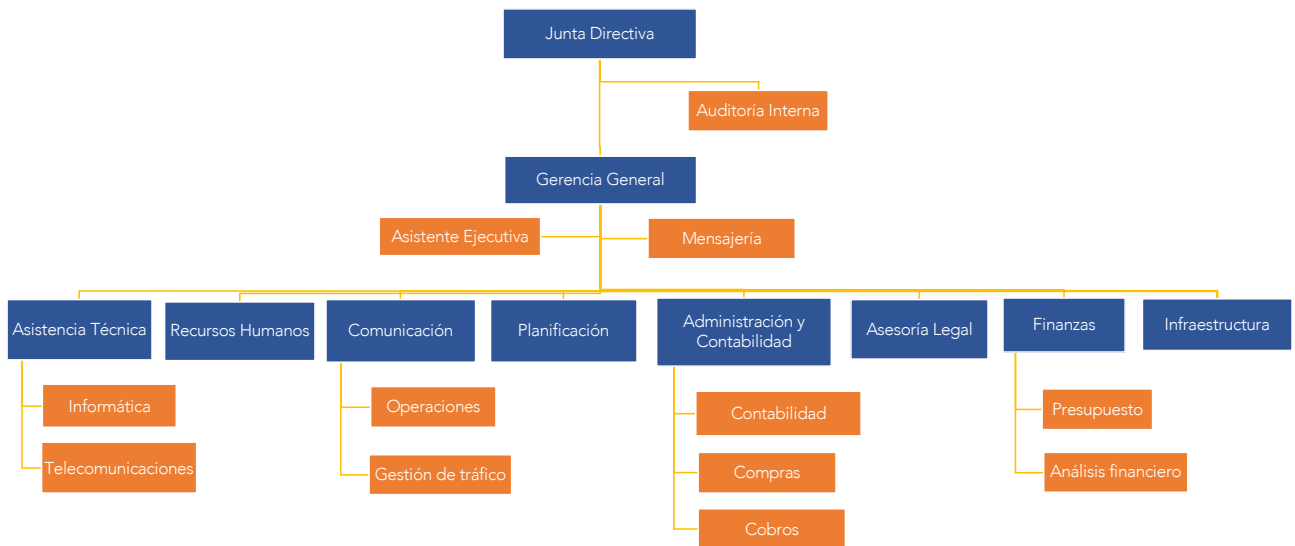 Junta Directiva
Auditoría Interna
Gerencia General
Asistente Ejecutiva
Mensajería
Asistencia Técnica
Recursos Humanos
Comunicación
Planificación
Administración y
Contabilidad
Asesoría Legal
Finanzas
Infraestructura
Informática
Telecomunicaciones
Operaciones
Gestión de tráfico
Contabilidad
Compras
Cobros
Presupuesto
Análisis financiero